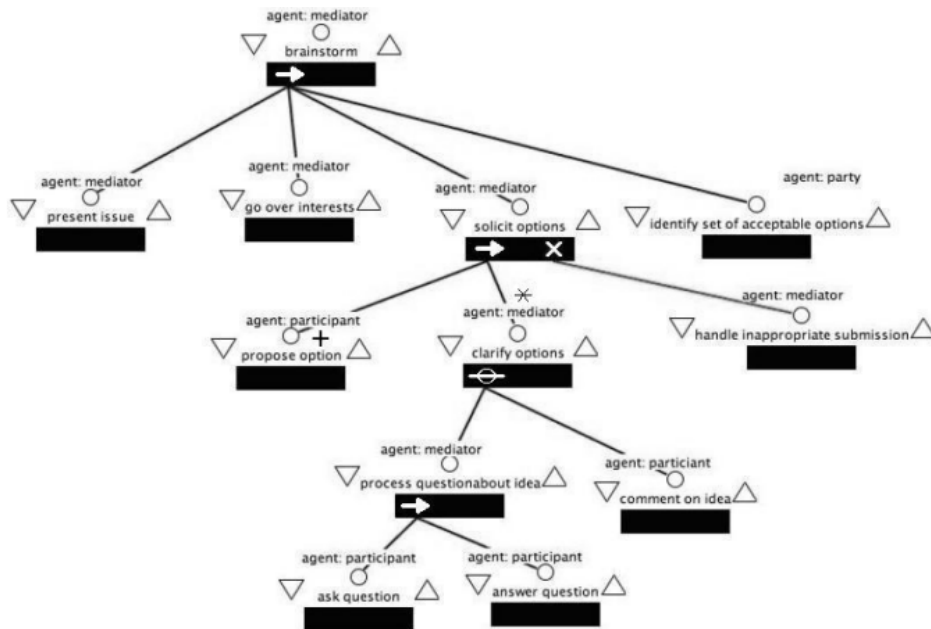 agent: mediator
brainstorm
agent: mediator
present issue
agent: mediator
go over interests
agent: mediator
solicit options
agent: party
identify set of acceptable options
agent: participant
+
propose option
*
agent: mediator
clarify options
agent: mediator
handle inappropriate submission
agent: mediator
process questionabout idea
agent: particiant
comment on idea
agent: participant
ask question
agent: participant
answer question